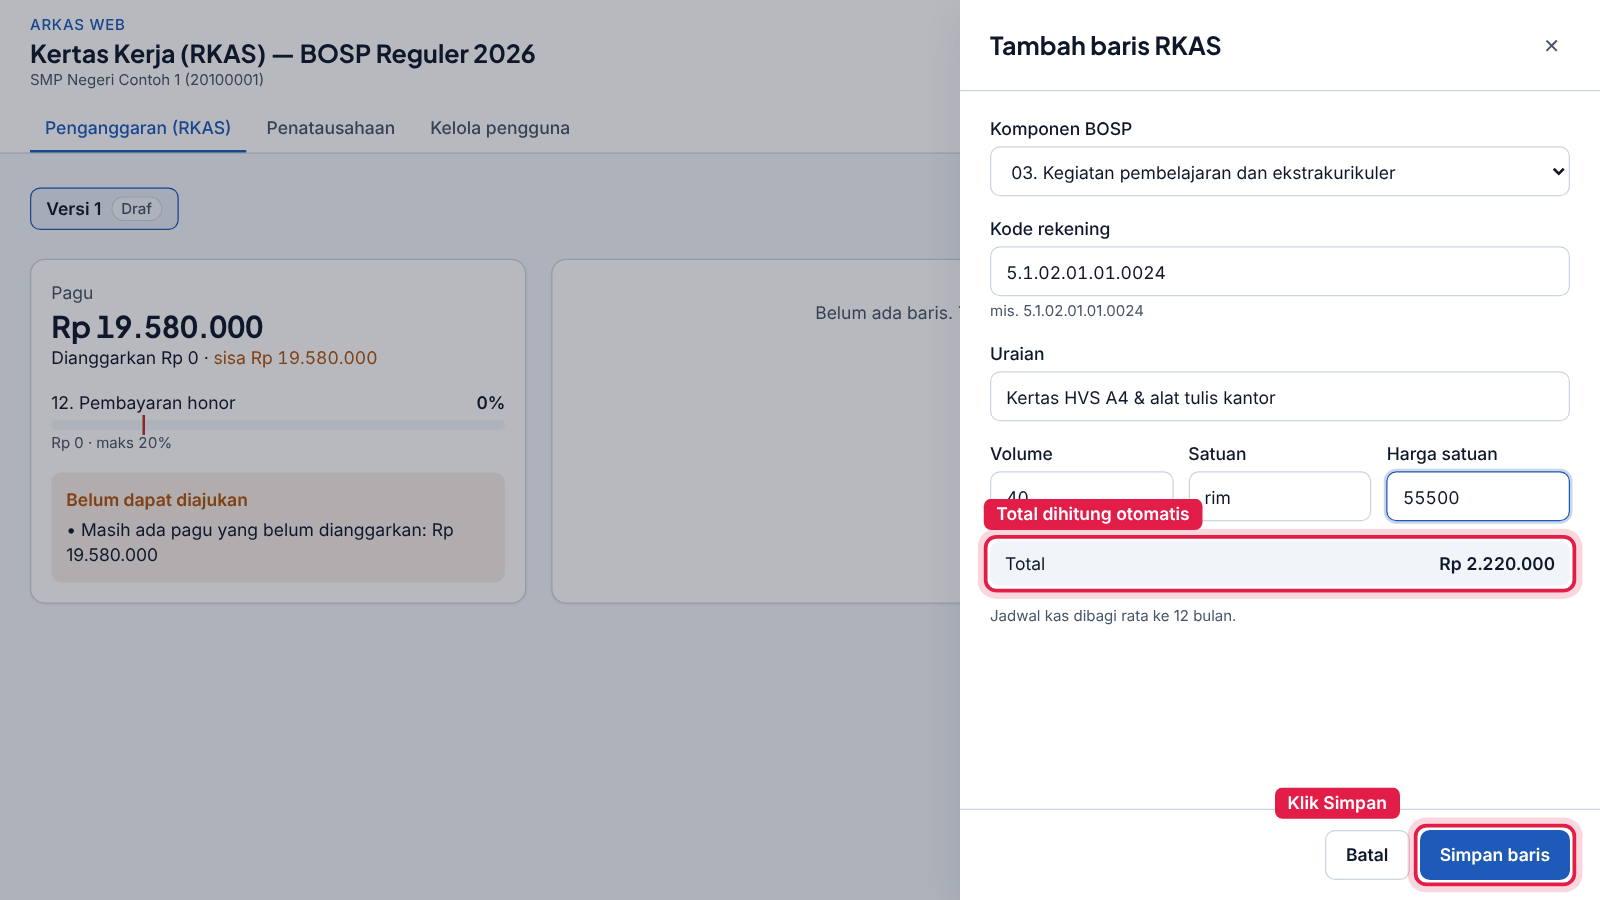 ARKAS WEB
Kertas Kerja (RKAS) — BOSP Reguler 2026
SMP Negeri Contoh 1 (20100001)
Penganggaran (RKAS)
Penatausahaan
Kelola pengguna
Versi 1
Draf
Pagu
Rp 19.580.000
Dianggarkan Rp 0 · sisa Rp 19.580.000
12. Pembayaran honor
0%
Rp 0 · maks 20%
Belum dapat diajukan
• Masih ada pagu yang belum dianggarkan: Rp
19.580.000
Belum ada baris.
Tambah baris RKAS
×
Komponen BOSP
03. Kegiatan pembelajaran dan ekstrakurikuler
Kode rekening
5.1.02.01.01.0024
mis. 5.1.02.01.01.0024
Uraian
Kertas HVS A4 & alat tulis kantor
Volume
Satuan
Harga satuan
40
rim
55500
Total dihitung otomatis
Total
Rp 2.220.000
Jadwal kas dibagi rata ke 12 bulan.
Klik Simpan
Batal
Simpan baris